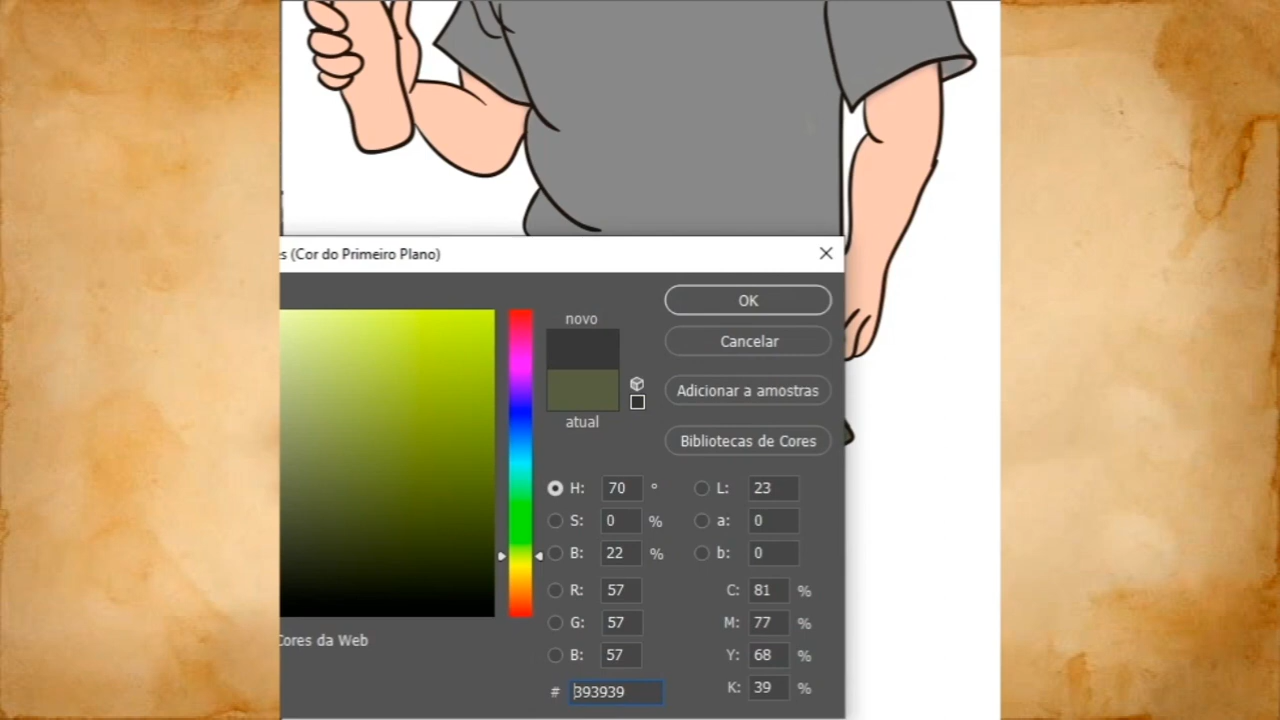 s (Cor do Primeiro Plano)
OK
novo
Cancelar
Adicionar a amostras
atual
Bibliotecas de Cores
H: 70 ° L: 23
S: 0 % a: 0
B: 22 % b: 0
R: 57 C: 81 %
G: 57 M: 77 %
Cores da Web
B: 57 Y: 68 %
# 393939 K: 39 %